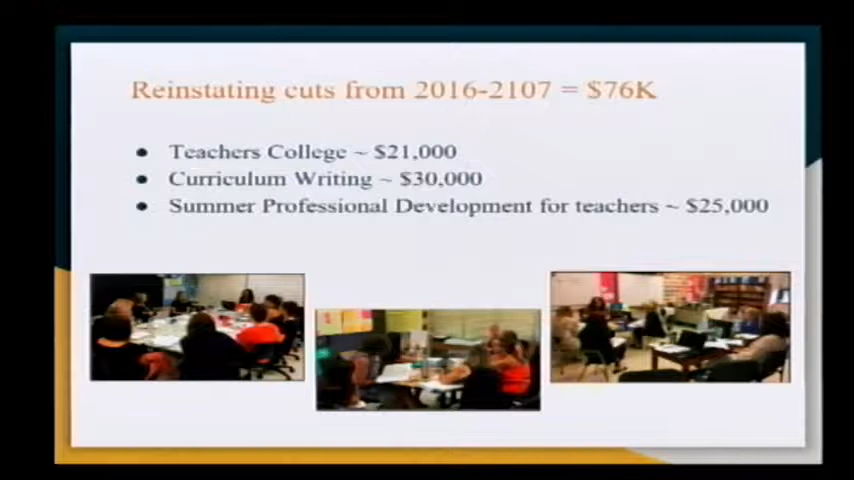 Reinstating cuts from 2016-2107 = $76K
Teachers College ~ $21,000
Curriculum Writing ~ $30,000
Summer Professional Development for teachers ~ $25,000